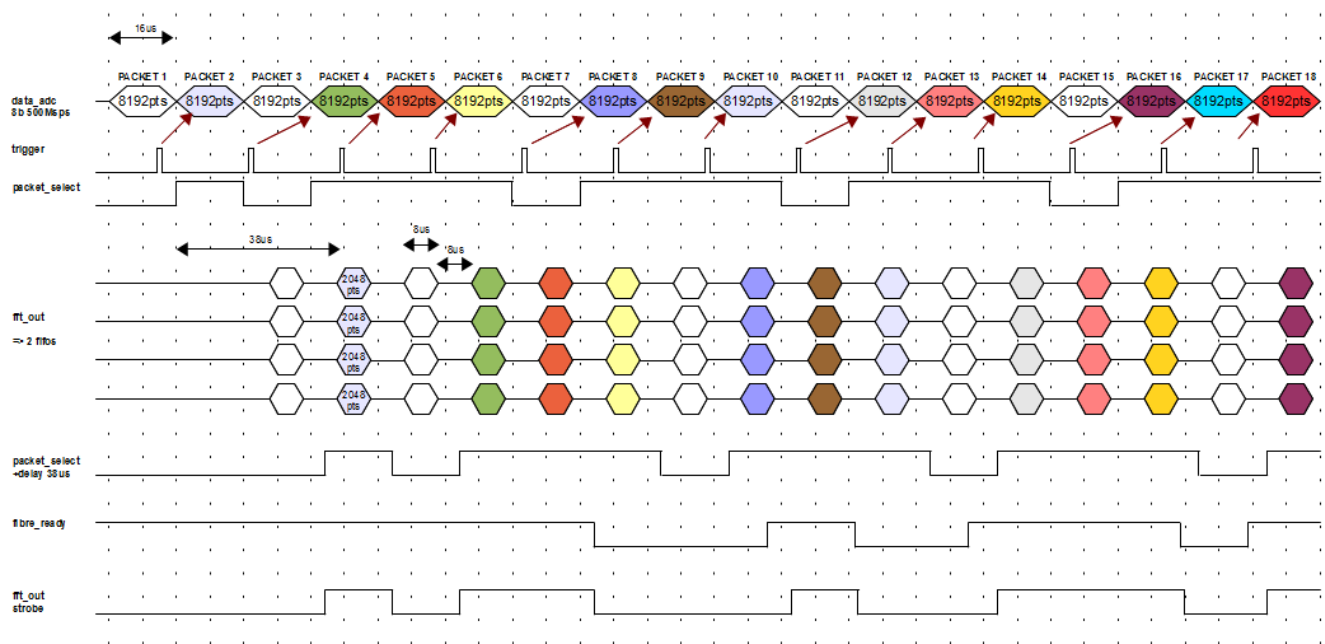 16us
PACKET 1 PACKET 2 PACKET 3 PACKET 4 PACKET 5 PACKET 6 PACKET 7 PACKET 8 PACKET 9 PACKET 10 PACKET 11 PACKET 12 PACKET 13 PACKET 14 PACKET 15 PACKET 16 PACKET 17 PACKET 18
data_adc
8b 500Msps
8192pts 8192pts 8192pts 8192pts 8192pts 8192pts 8192pts 8192pts 8192pts 8192pts 8192pts 8192pts 8192pts 8192pts 8192pts 8192pts 8192pts 8192pts
trigger
packet_select
38us
8us
8us
2048
pts
fft_out
=> 2 fifos
2048
pts
2048
pts
2048
pts
packet_select
+delay 38us
fibre_ready
fft_out
strobe